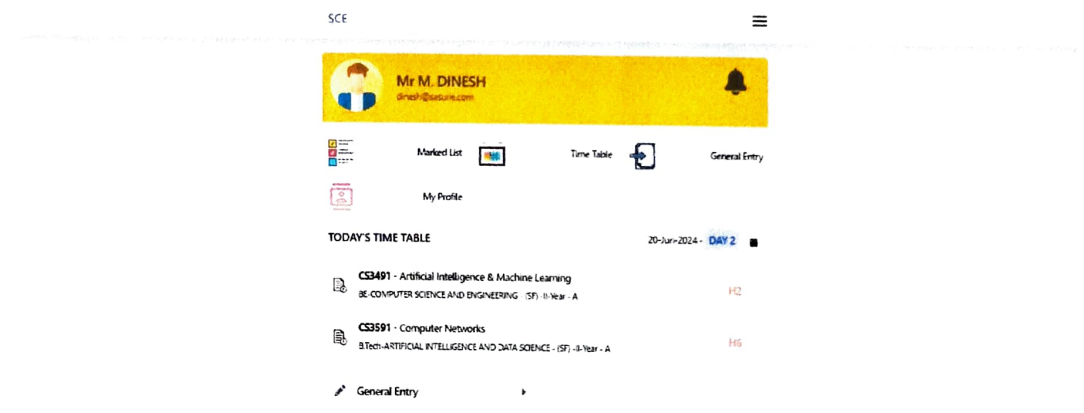 SCE
Mr M. DINESH
dinesh@sasurie.com
Marked List
Time Table
General Entry
My Profile
TODAY'S TIME TABLE
20-Jun-2024 - DAY 2
CS3491 - Artificial Intelligence & Machine Learning
BE-COMPUTER SCIENCE AND ENGINEERING - (SF) -II-Year - A
H2
CS3591 - Computer Networks
B.Tech-ARTIFICIAL INTELLIGENCE AND DATA SCIENCE - (SF) -II-Year - A
H6
General Entry